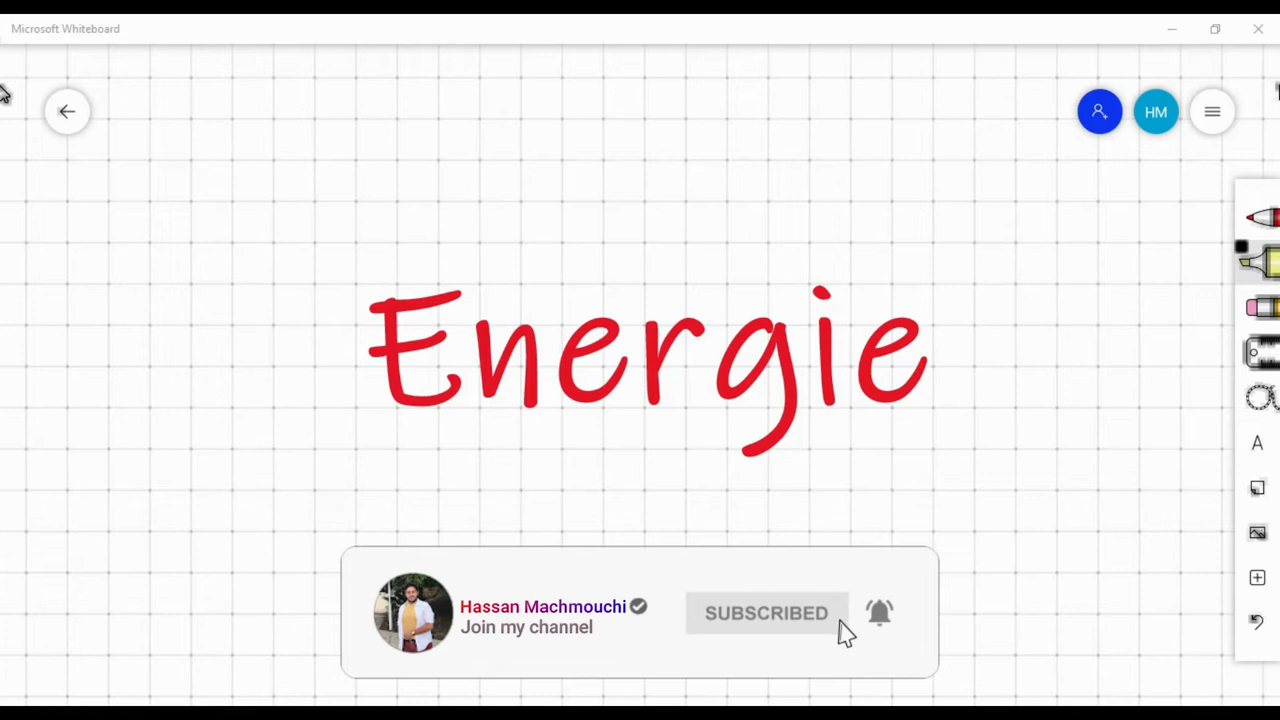 Microsoft Whiteboard
HM
Energie
A
Hassan Machmouchi
Join my channel
SUBSCRIBED